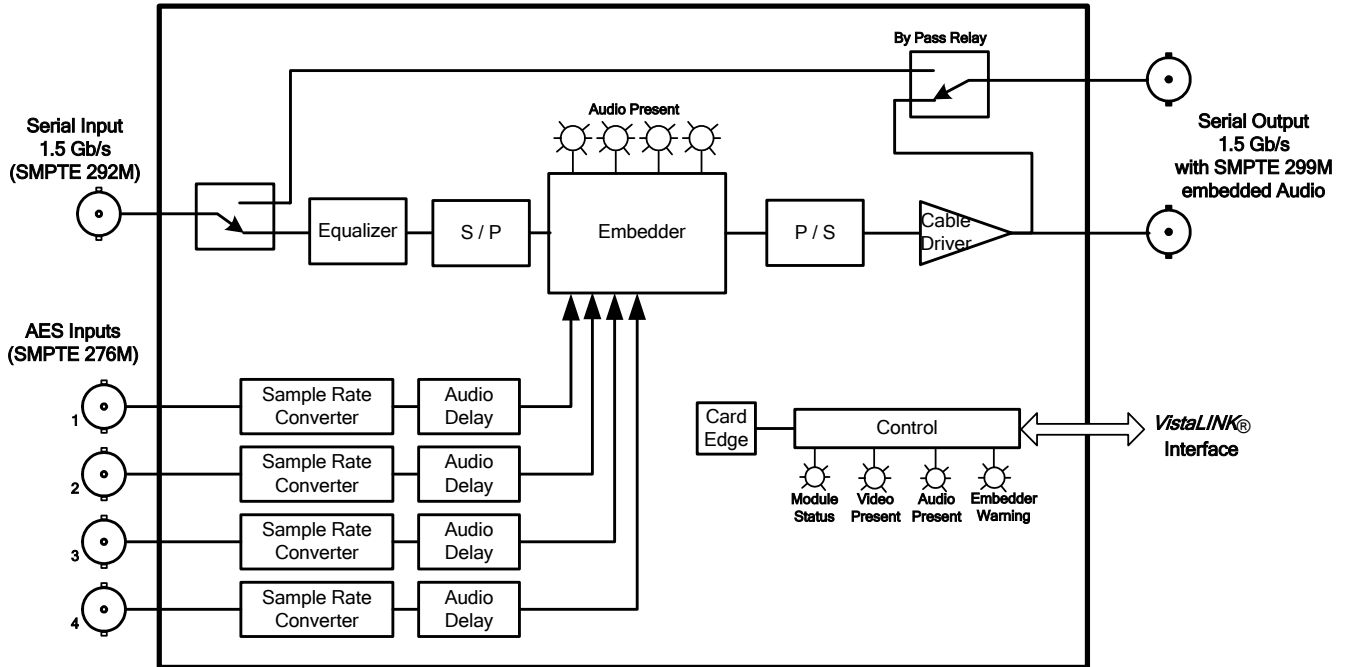 By Pass Relay
Audio Present
Serial Input
1.5 Gb/s
(SMPTE 292M)
Serial Output
1.5 Gb/s
with SMPTE 299M
embedded Audio
Equalizer
S / P
Embedder
P / S
Cable
Driver
AES Inputs
(SMPTE 276M)
1
Sample Rate
Converter
Audio
Delay
2
Sample Rate
Converter
Audio
Delay
3
Sample Rate
Converter
Audio
Delay
4
Sample Rate
Converter
Audio
Delay
Card
Edge
Control
VistaLINK®
Interface
Module
Status
Video
Present
Audio
Present
Embedder
Warning